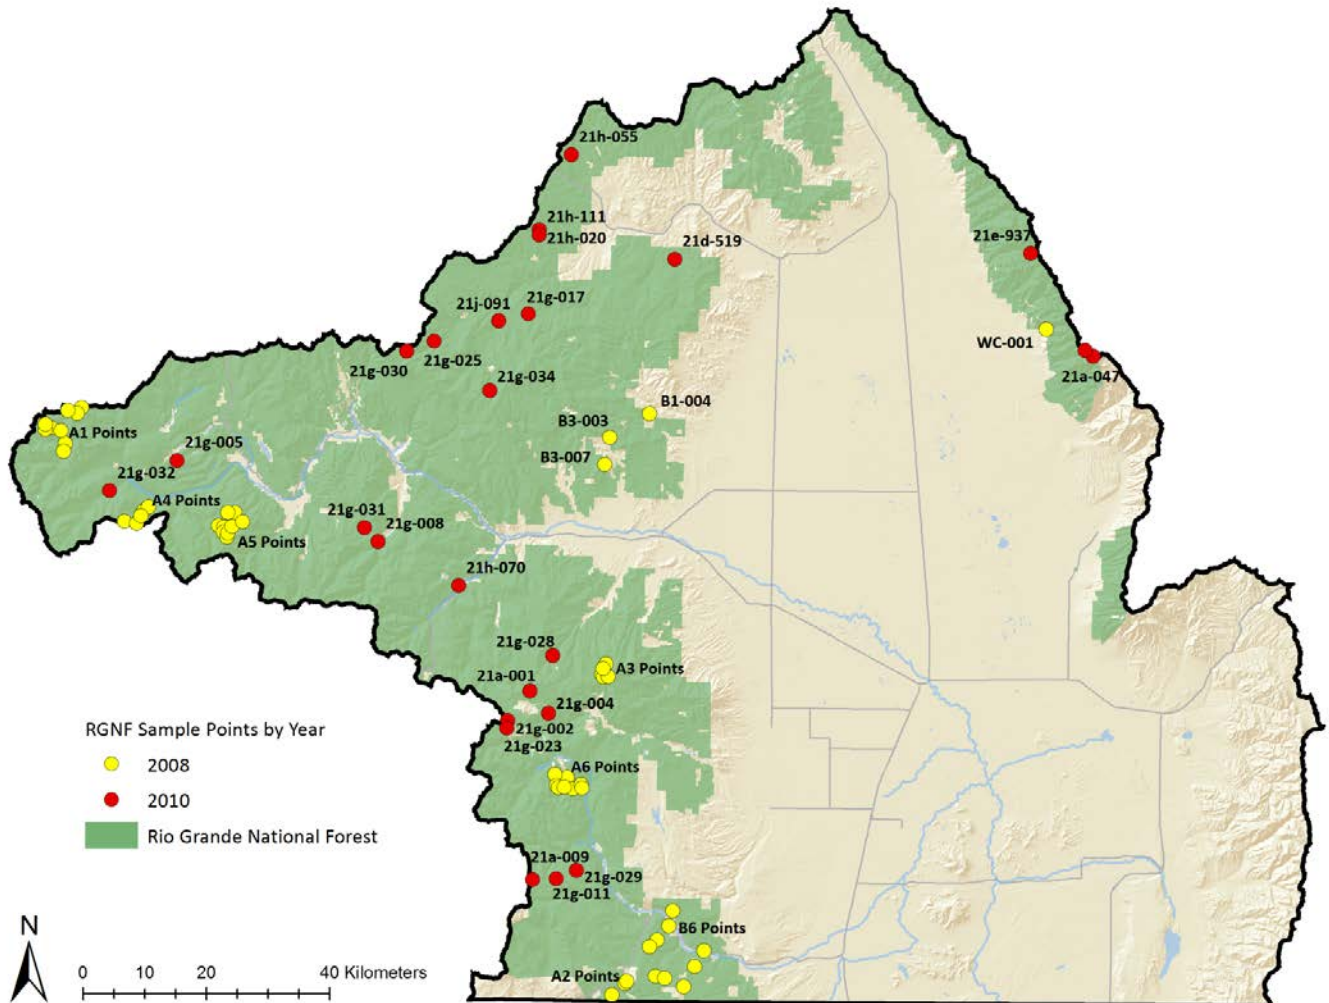 21h-055
21h-111
21h-020
21d-519
21e-937
21j-091
21g-017
WC-001
21g-030
21g-025
21a-047
21g-034
B1-004
B3-003
A1 Points
21g-005
B3-007
21g-032
A4 Points
21g-031
21g-008
A5 Points
21h-070
21g-028
A3 Points
21a-001
21g-004
21g-002
21g-023
RGNF Sample Points by Year
2008
2010
Rio Grande National Forest
A6 Points
21a-009
21g-029
21g-011
B6 Points
A2 Points
N
0 10 20 40 Kilometers